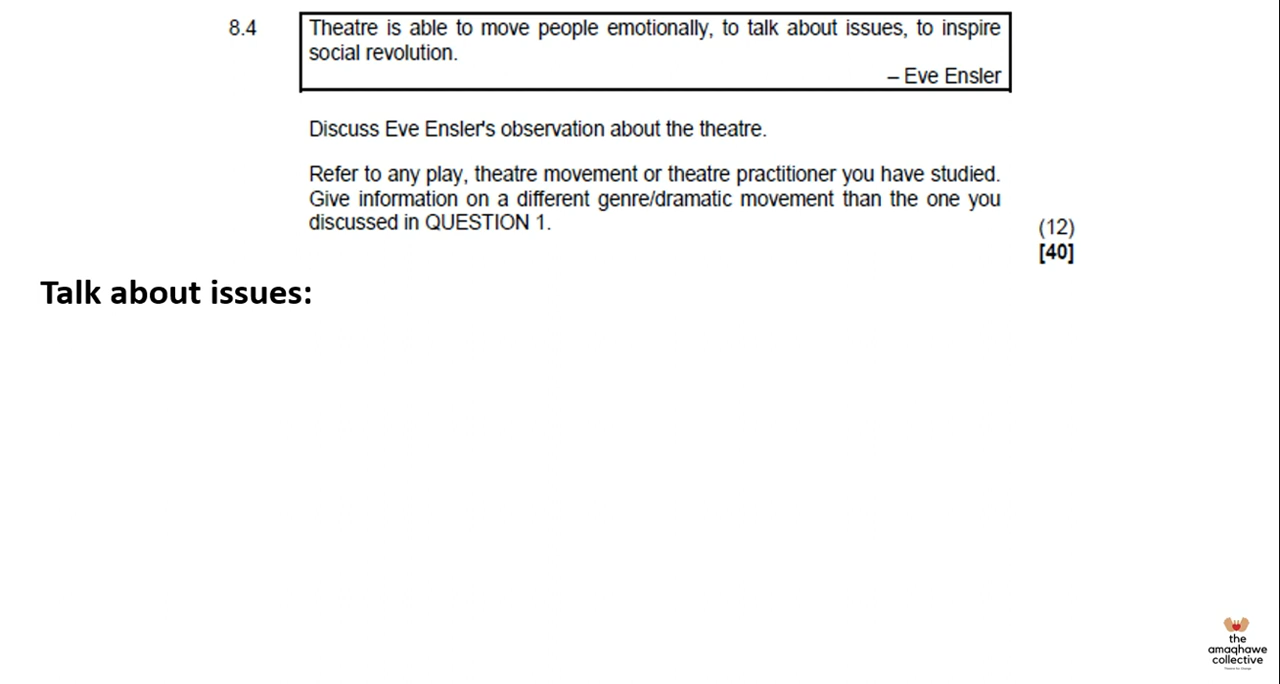 8.4
Theatre is able to move people emotionally, to talk about issues, to inspire
social revolution.
– Eve Ensler
Discuss Eve Ensler's observation about the theatre.
Refer to any play, theatre movement or theatre practitioner you have studied.
Give information on a different genre/dramatic movement than the one you
discussed in QUESTION 1.
(12)
[40]
Talk about issues:
the
amaqhawe
collective